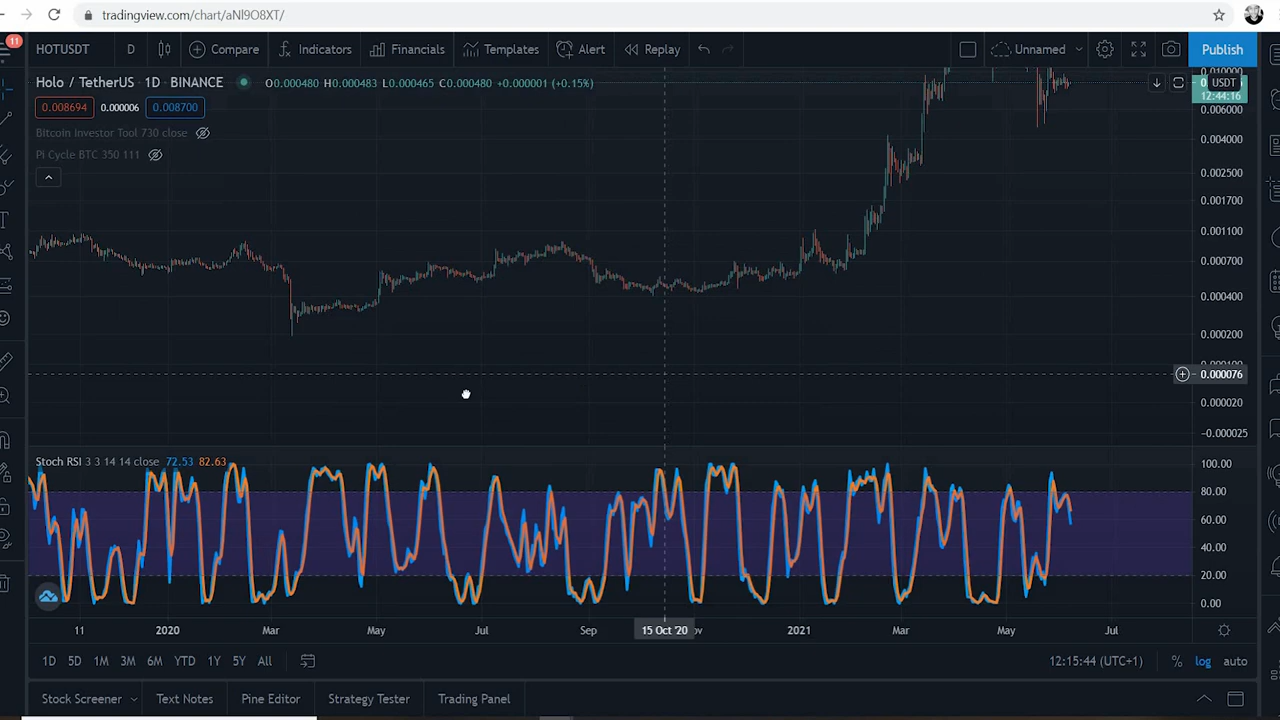 tradingview.com/chart/aNl9O8XT/
11
HOTUSDT D Compare Indicators Financials Templates Alert Replay Unnamed Publish
Holo / TetherUS · 1D · BINANCE O0.000480 H0.000483 L0.000465 C0.000480 +0.000001 (+0.15%)
0.008694 0.000006 0.008700
Bitcoin Investor Tool 730 close
Pi Cycle BTC 350 111
0.010000
USDT
12:44:16
0.006000
0.004000
0.002500
0.001700
0.001100
0.000700
0.000400
0.000200
0.000076
0.000020
−0.000025
Stoch RSI 3 3 14 14 close 72.53 82.63
100.00
80.00
60.00
40.00
20.00
0.00
11 2020 Mar May Jul Sep 15 Oct '20 2021 Mar May Jul
1D 5D 1M 3M 6M YTD 1Y 5Y All 12:15:44 (UTC+1) % log auto
Stock Screener Text Notes Pine Editor Strategy Tester Trading Panel